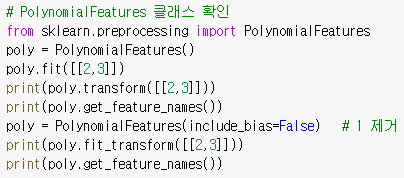 # PolynomialFeatures 클래스 확인
from sklearn.preprocessing import PolynomialFeatures
poly = PolynomialFeatures()
poly.fit([[2,3]])
print(poly.transform([[2,3]]))
print(poly.get_feature_names())
poly = PolynomialFeatures(include_bias=False)   # 1 제거
print(poly.fit_transform([[2,3]]))
print(poly.get_feature_names())